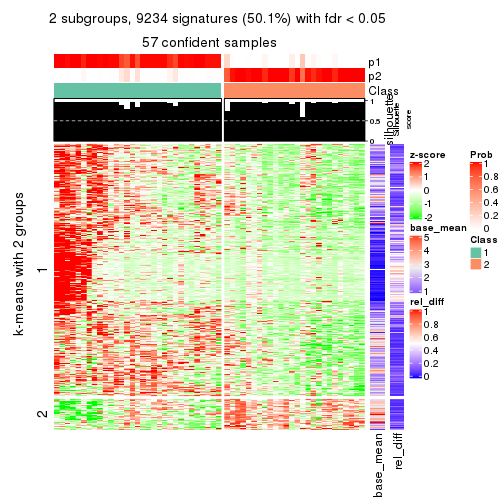 2 subgroups, 9234 signatures (50.1%) with fdr < 0.05
57 confident samples
p1
p2
Class
1
0.5
0
silhouette
Silhouette
score
k-means with 2 groups
1
2
base_mean
rel_diff
z-score
2
1
0
-1
-2
base_mean
5
4
3
2
1
rel_diff
1
0.8
0.6
0.4
0.2
0
Prob
1
0.8
0.6
0.4
0.2
0
Class
1
2